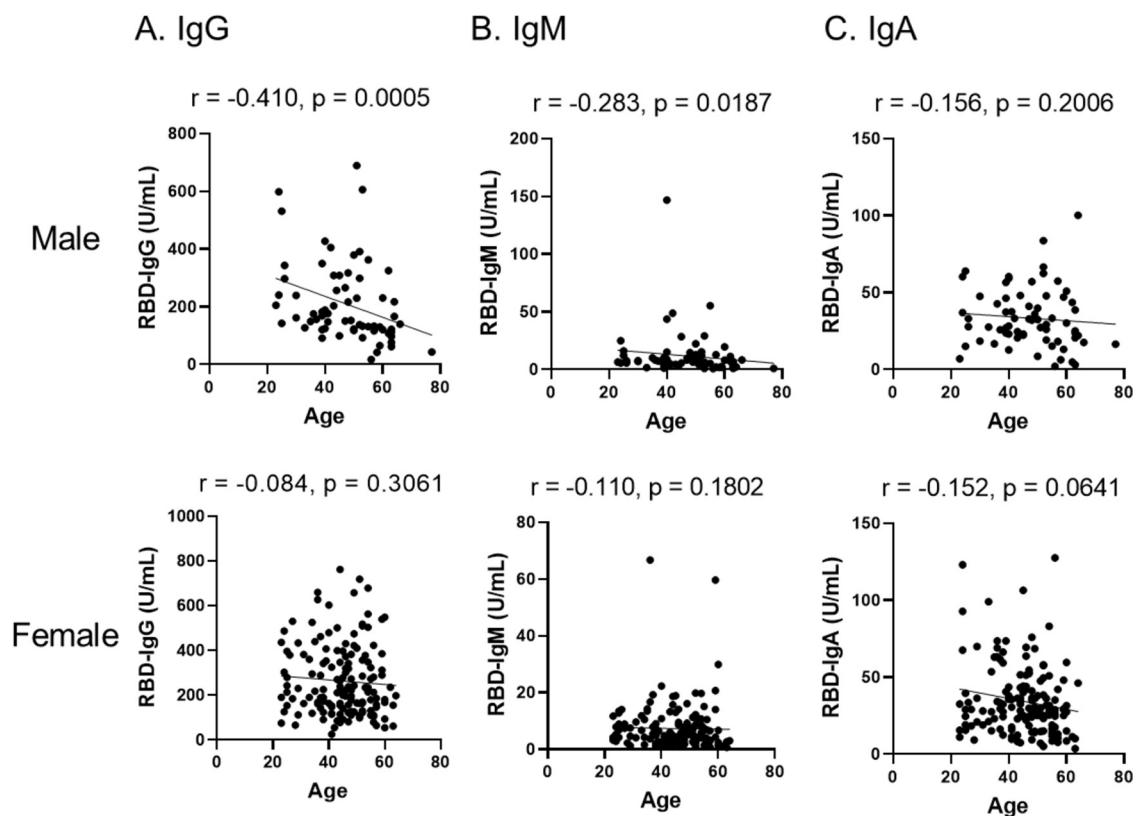 A. IgG
B. IgM
C. IgA
Male
r = -0.410, p = 0.0005
RBD-IgG (U/mL)
800
600
400
200
0
0 20 40 60 80
Age
r = -0.283, p = 0.0187
RBD-IgM (U/mL)
200
150
100
50
0
0 20 40 60 80
Age
r = -0.156, p = 0.2006
RBD-IgA (U/mL)
150
100
50
0
0 20 40 60 80
Age
Female
r = -0.084, p = 0.3061
RBD-IgG (U/mL)
1000
800
600
400
200
0
0 20 40 60 80
Age
r = -0.110, p = 0.1802
RBD-IgM (U/mL)
80
60
40
20
0
0 20 40 60 80
Age
r = -0.152, p = 0.0641
RBD-IgA (U/mL)
150
100
50
0
0 20 40 60 80
Age